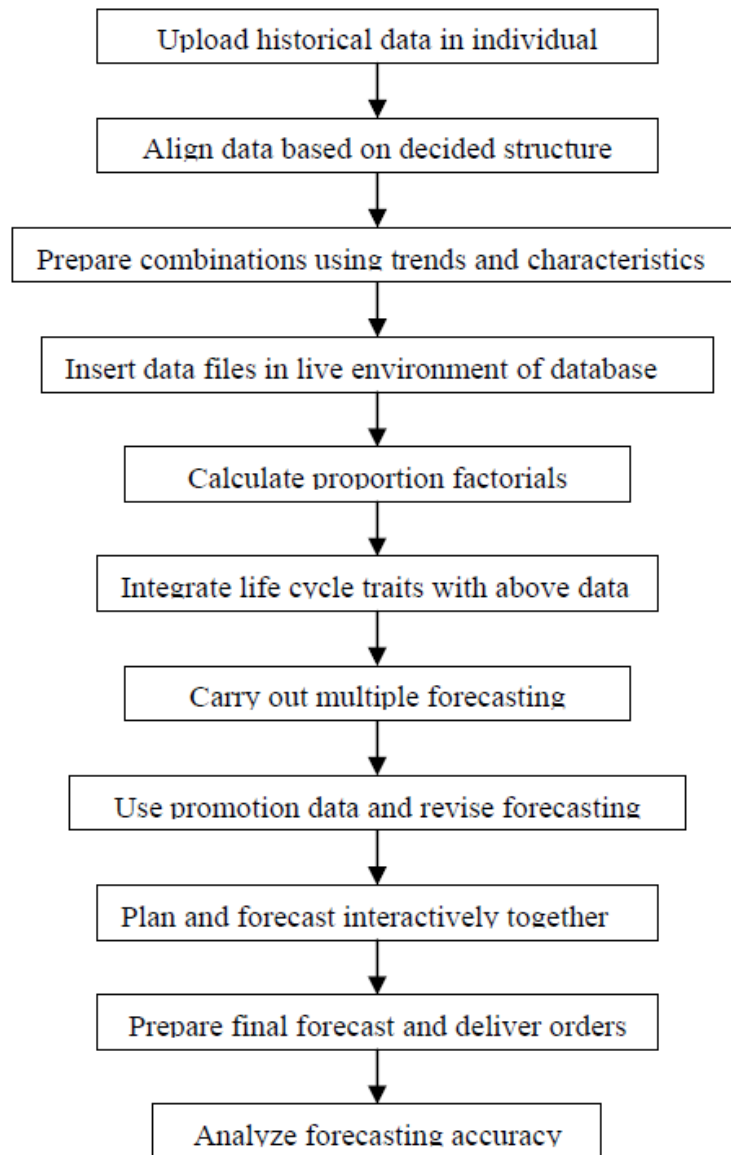 Upload historical data in individual
Align data based on decided structure
Prepare combinations using trends and characteristics
Insert data files in live environment of database
Calculate proportion factorials
Integrate life cycle traits with above data
Carry out multiple forecasting
Use promotion data and revise forecasting
Plan and forecast interactively together
Prepare final forecast and deliver orders
Analyze forecasting accuracy